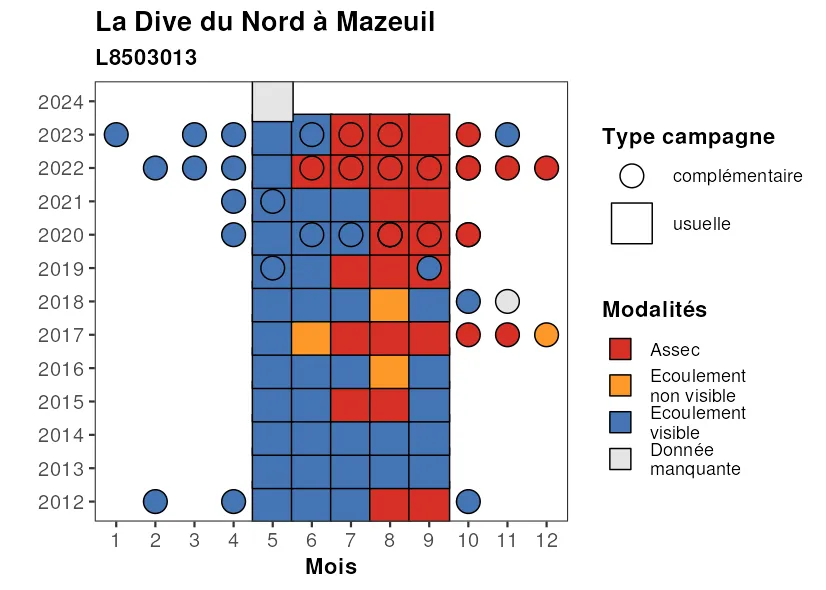 La Dive du Nord à Mazeuil
L8503013
2024
2023
2022
2021
2020
2019
2018
2017
2016
2015
2014
2013
2012
1 2 3 4 5 6 7 8 9 10 11 12
Mois
Type campagne
complémentaire
usuelle
Modalités
Assec
Ecoulement
non visible
Ecoulement
visible
Donnée
manquante